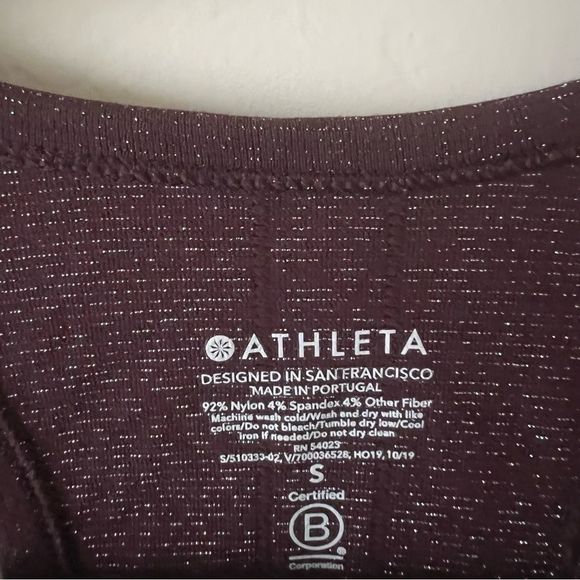 ATHLETA
DESIGNED IN SAN FRANCISCO
MADE IN PORTUGAL
92% Nylon 4% Spandex 4% Other Fiber
Machine wash cold/Wash and dry with like
colors/Do not bleach/Tumble dry low/Cool
iron if needed/Do not dry clean
RN 54023
S/510333-02, V/700036528, HO19, 10/19
S
Certified
B
®
Corporation